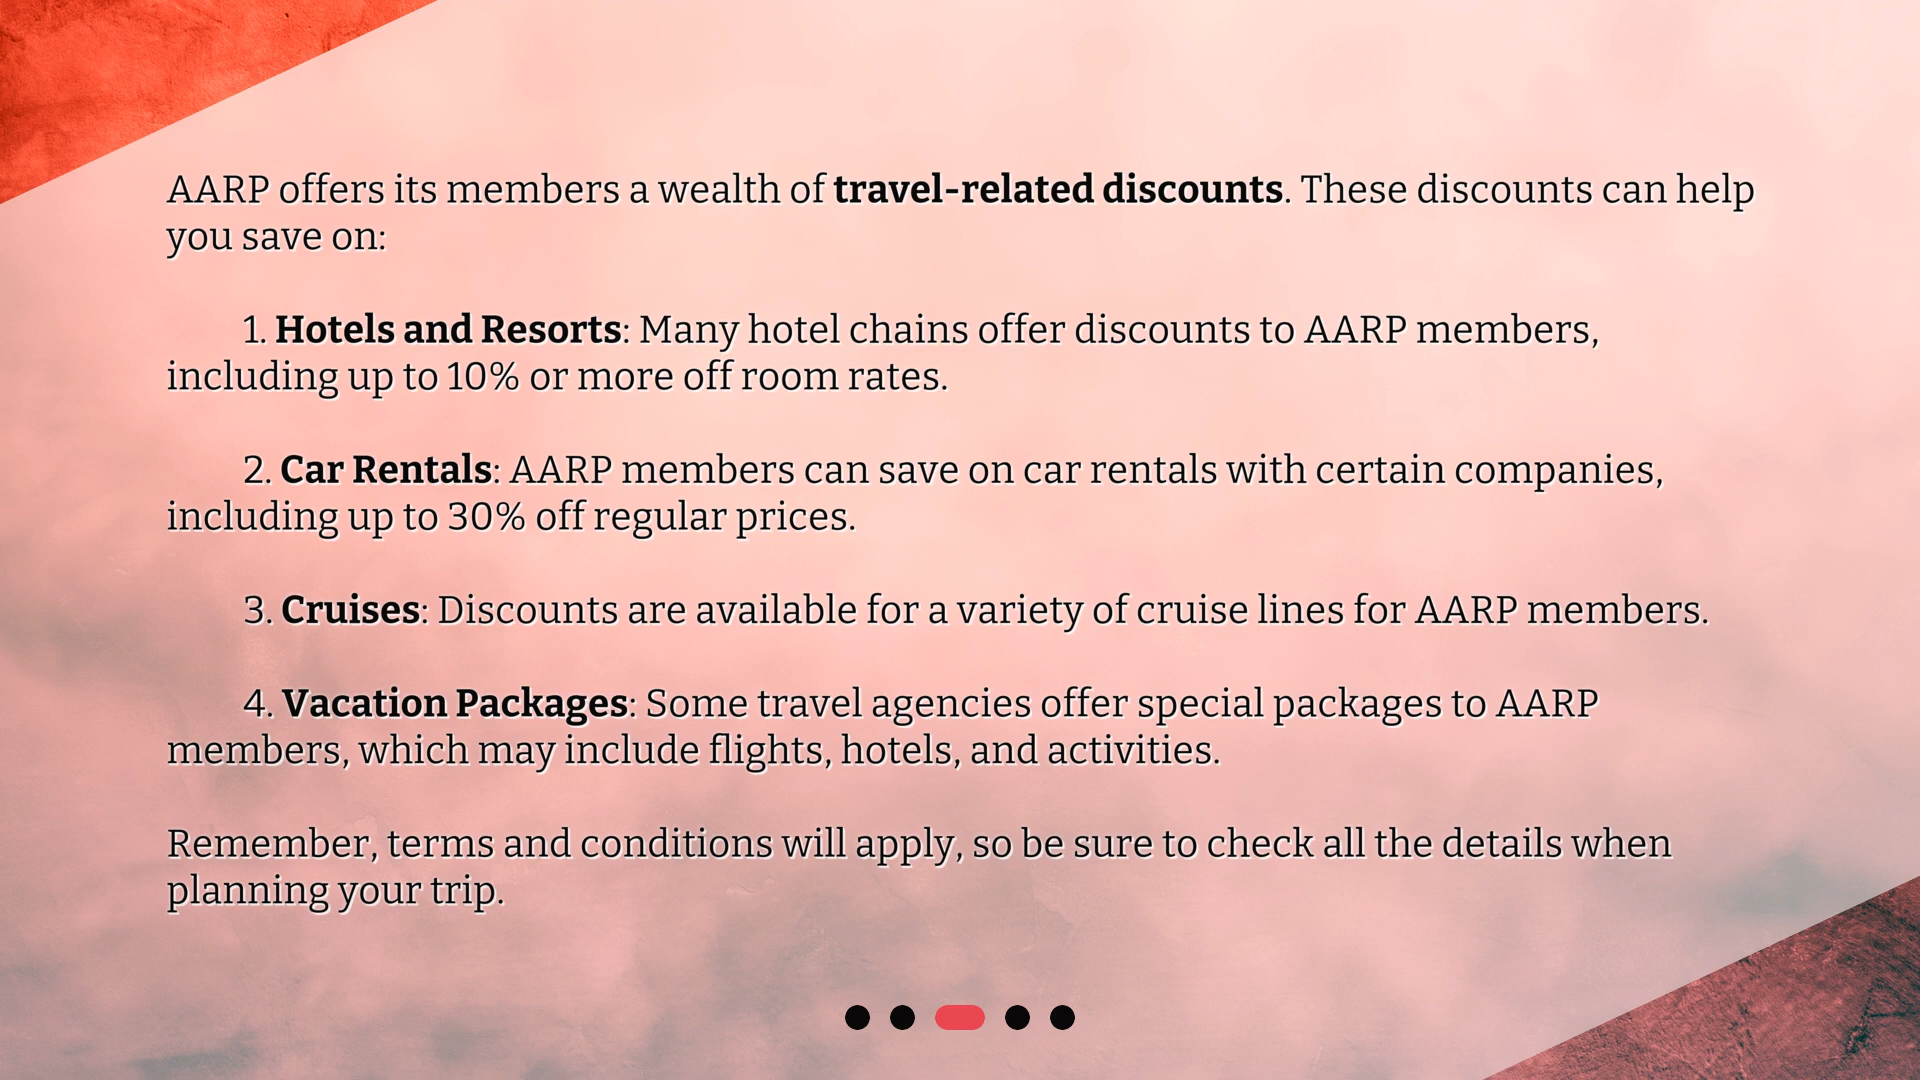 AARP offers its members a wealth of travel-related discounts. These discounts can help
you save on:
1. Hotels and Resorts: Many hotel chains offer discounts to AARP members,
including up to 10% or more off room rates.
2. Car Rentals: AARP members can save on car rentals with certain companies,
including up to 30% off regular prices.
3. Cruises: Discounts are available for a variety of cruise lines for AARP members.
4. Vacation Packages: Some travel agencies offer special packages to AARP
members, which may include flights, hotels, and activities.
Remember, terms and conditions will apply, so be sure to check all the details when
planning your trip.